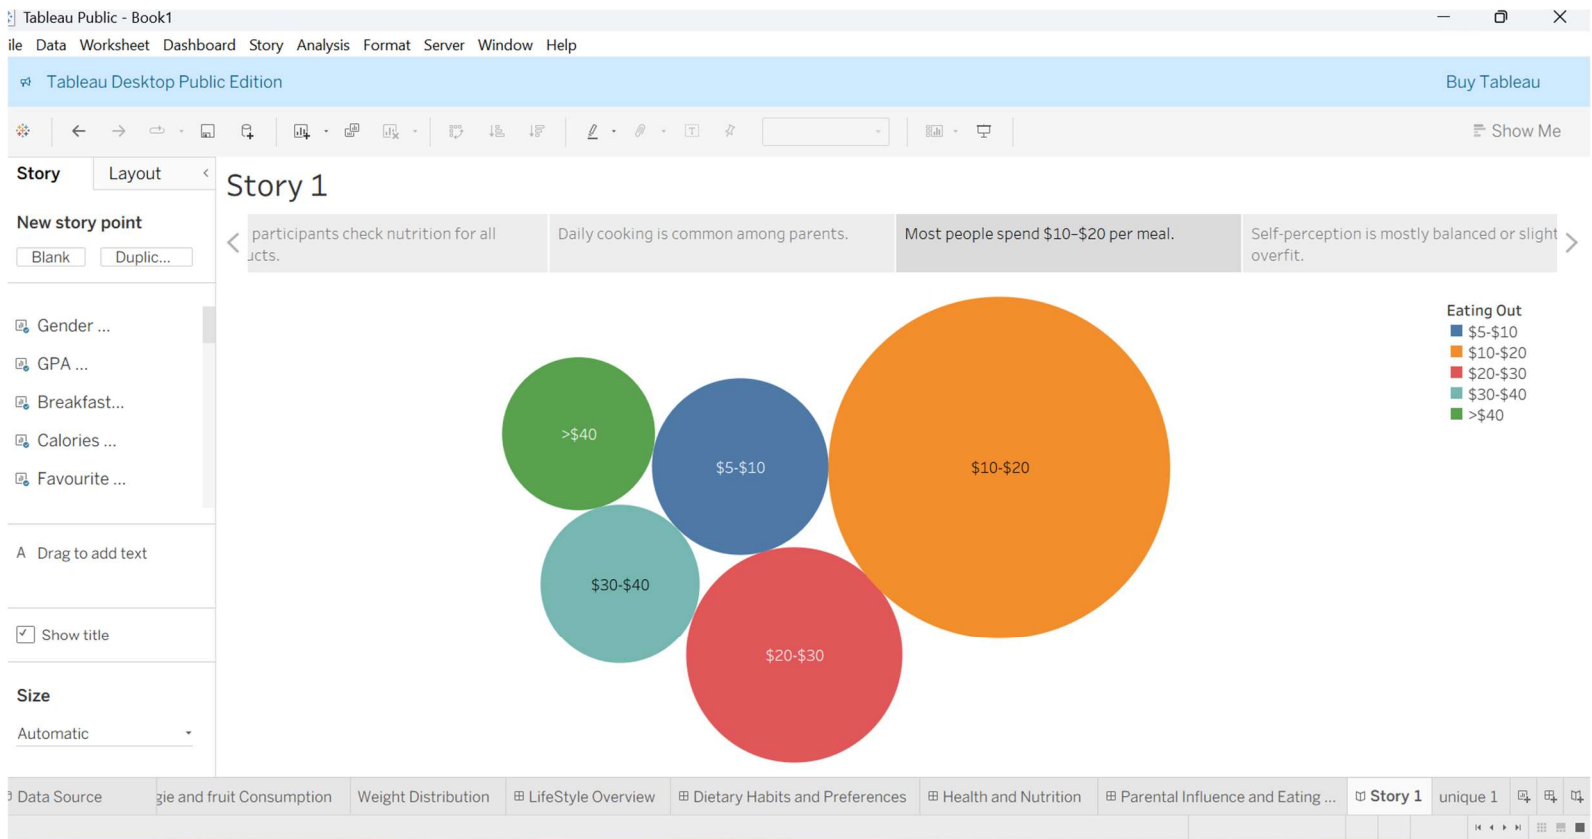 Tableau Public - Book1
ile Data Worksheet Dashboard Story Analysis Format Server Window Help
Tableau Desktop Public Edition
Buy Tableau
Show Me
Story Layout
Story 1
New story point
Blank Duplic...
participants check nutrition for all
ucts.
Daily cooking is common among parents.
Most people spend $10–$20 per meal.
Self-perception is mostly balanced or slight
overfit.
Gender ...
GPA ...
Breakfast...
Calories ...
Favourite ...
A Drag to add text
Show title
Size
Automatic
>$40
$5-$10
$10-$20
$30-$40
$20-$30
Eating Out
$5-$10
$10-$20
$20-$30
$30-$40
>$40
Data Source gie and fruit Consumption Weight Distribution LifeStyle Overview Dietary Habits and Preferences Health and Nutrition Parental Influence and Eating ... Story 1 unique 1